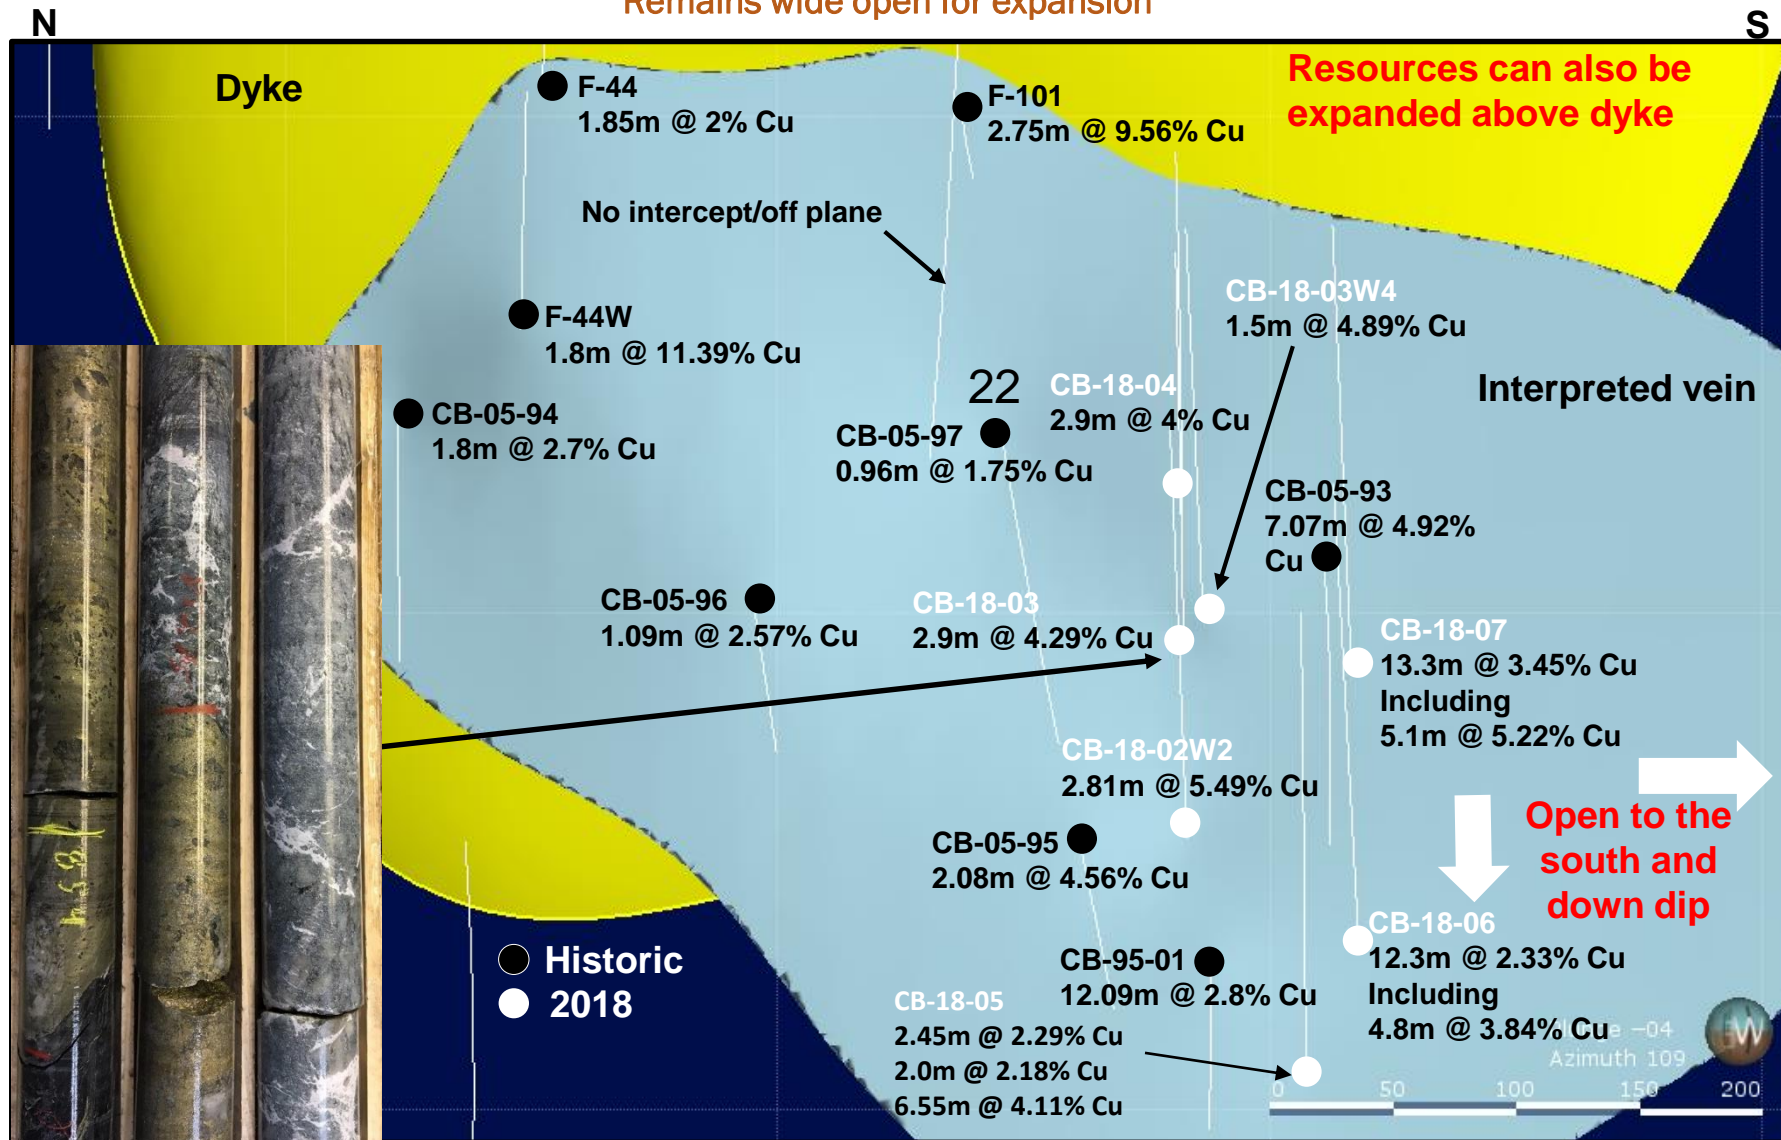 Remains wide open for expansion
N
S
Dyke
F-44
1.85m @ 2% Cu
F-101
2.75m @ 9.56% Cu
Resources can also be
expanded above dyke
No intercept/off plane
F-44W
1.8m @ 11.39% Cu
CB-18-03W4
1.5m @ 4.89% Cu
22
CB-18-04
2.9m @ 4% Cu
Interpreted vein
CB-05-94
1.8m @ 2.7% Cu
CB-05-97
0.96m @ 1.75% Cu
CB-05-93
7.07m @ 4.92%
Cu
CB-05-96
1.09m @ 2.57% Cu
CB-18-03
2.9m @ 4.29% Cu
CB-18-07
13.3m @ 3.45% Cu
Including
5.1m @ 5.22% Cu
CB-18-02W2
2.81m @ 5.49% Cu
Open to the
south and
down dip
CB-05-95
2.08m @ 4.56% Cu
CB-18-06
12.3m @ 2.33% Cu
Including
4.8m @ 3.84% Cu
Historic
2018
CB-95-01
12.09m @ 2.8% Cu
CB-18-05
2.45m @ 2.29% Cu
2.0m @ 2.18% Cu
6.55m @ 4.11% Cu
-04
Azimuth 109
W
0 50 100 150 200